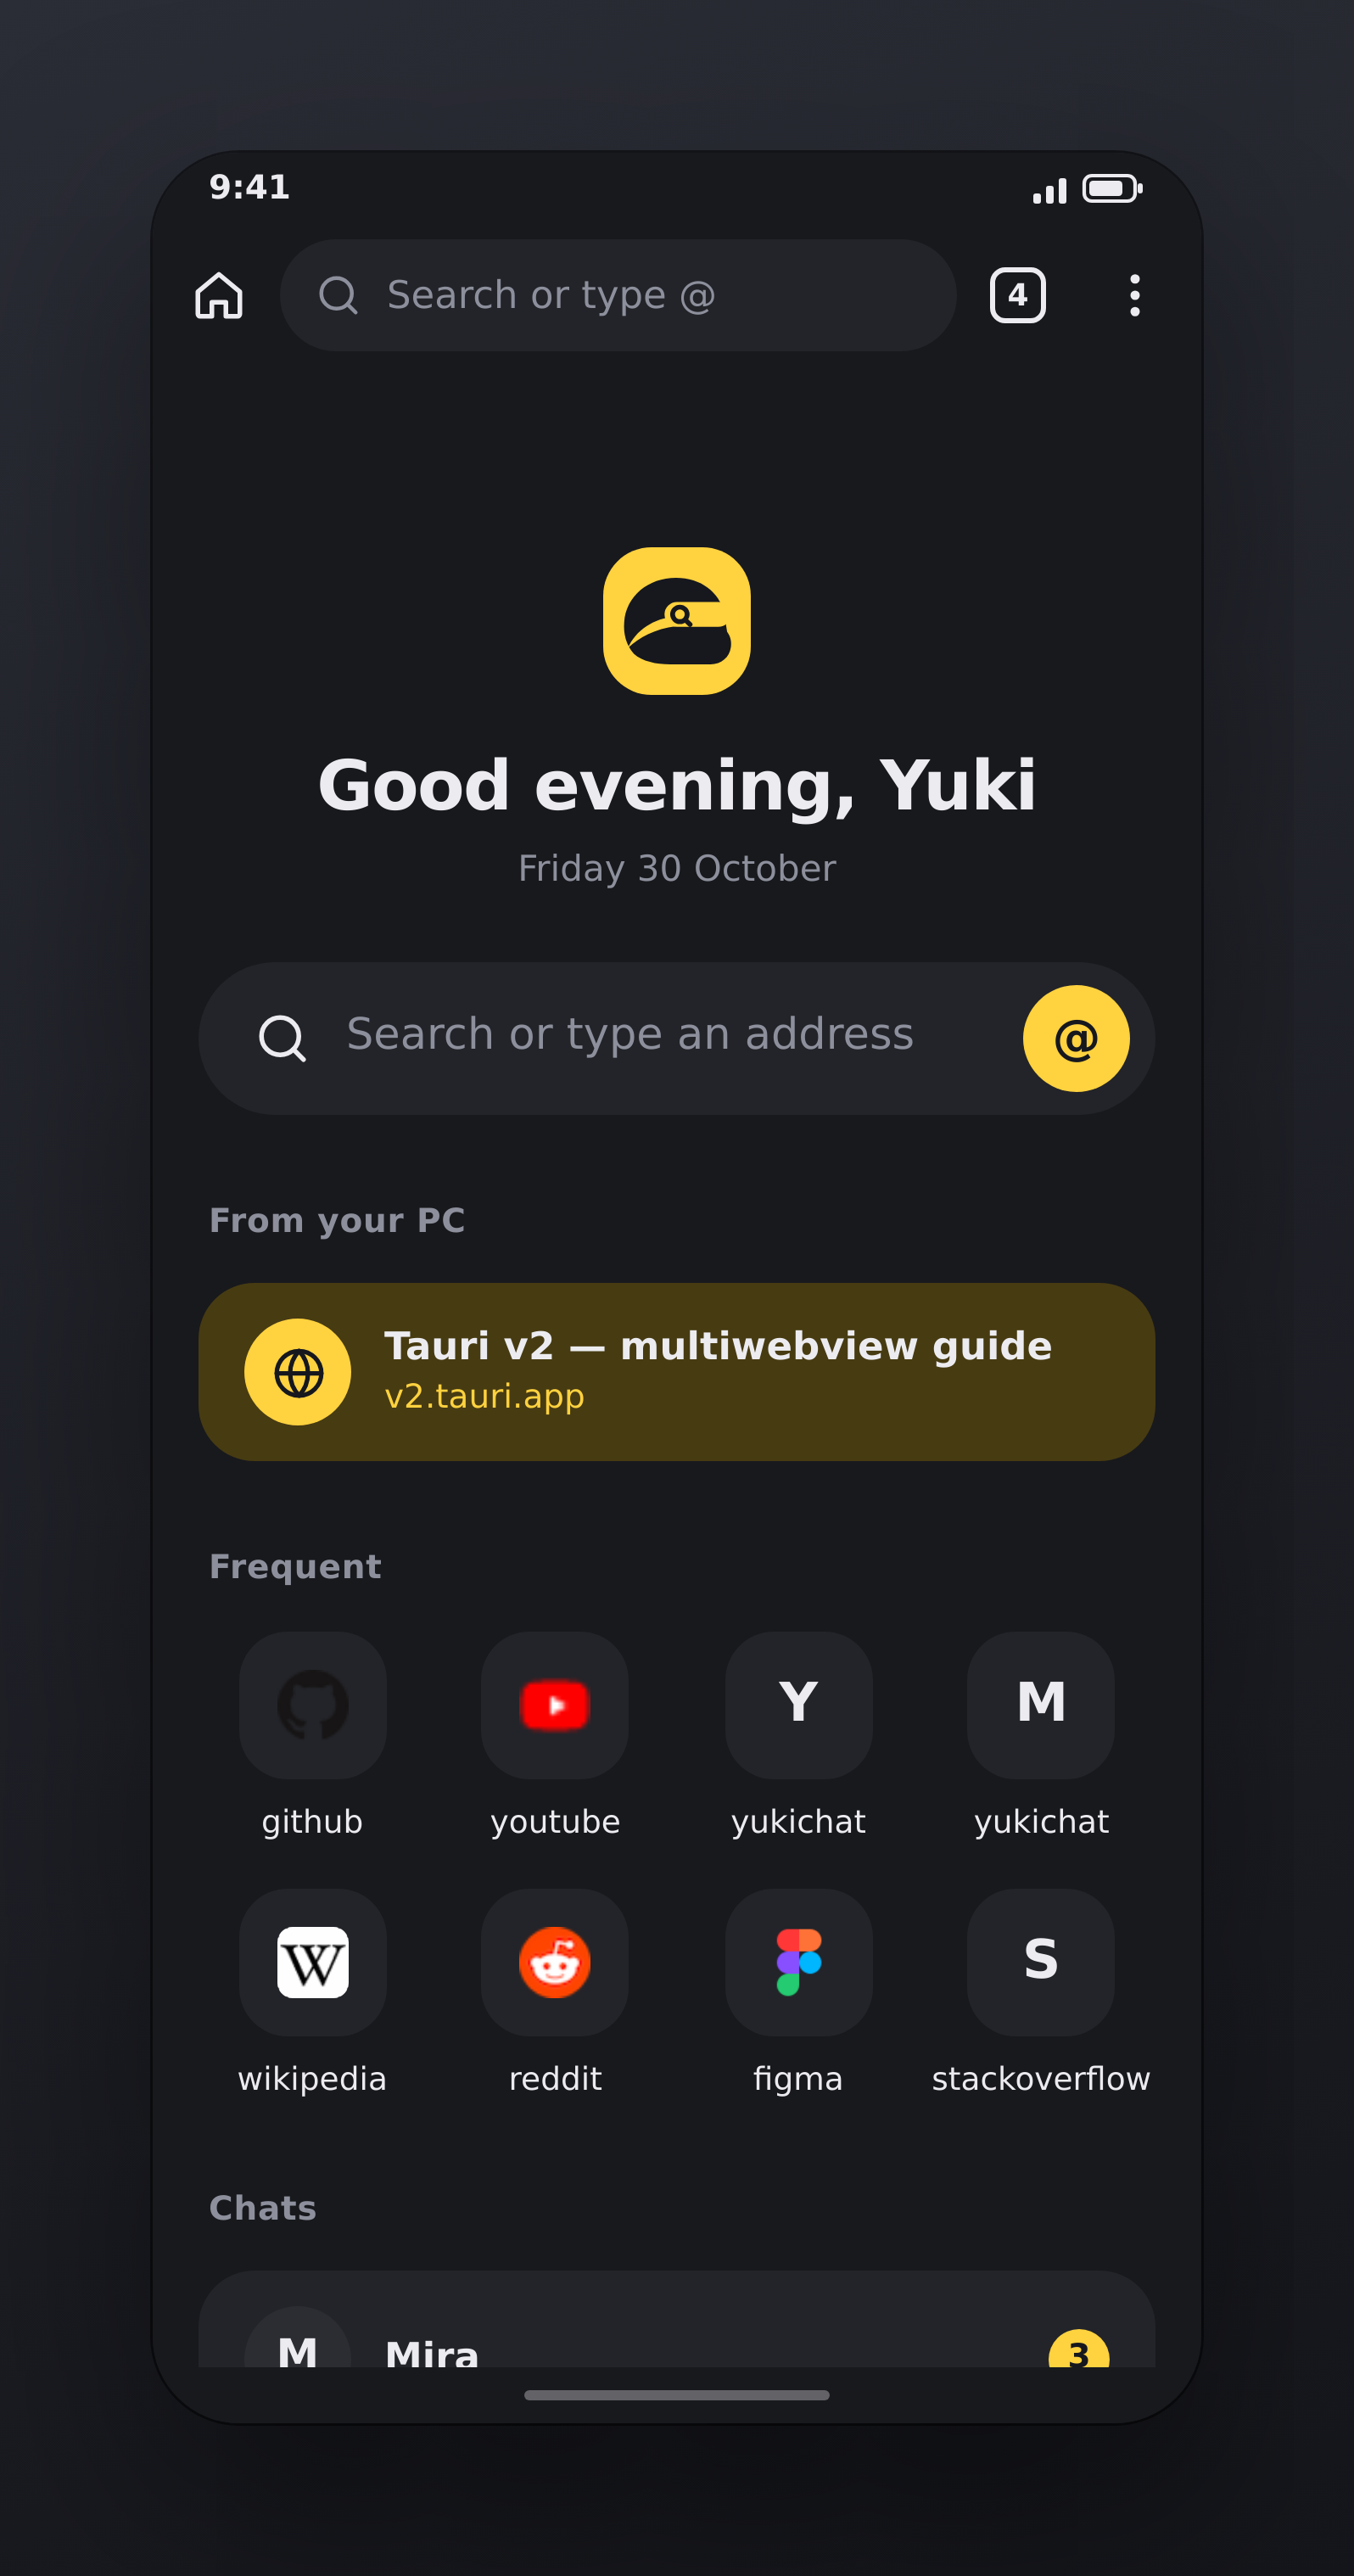 9:41
Search or type @
4
Good evening, Yuki
Friday 30 October
Search or type an address
@
From your PC
Tauri v2 — multiwebview guide
v2.tauri.app
Frequent
Y
M
github
youtube
yukichat
yukichat
W
S
wikipedia
reddit
figma
stackoverflow
Chats
M
Mira
3